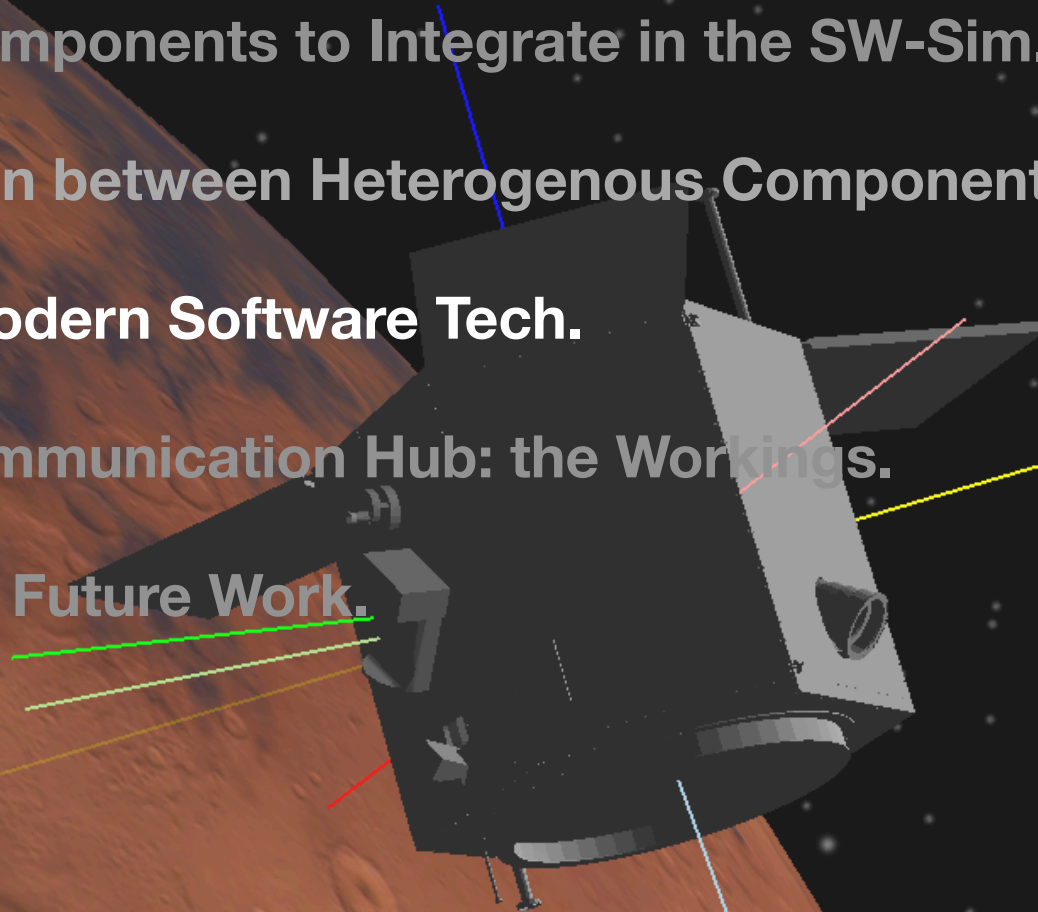 mponents to Integrate in the SW-Sim.
n between Heterogenous Component
odern Software Tech.
mmunication Hub: the Workings.
Future Work.